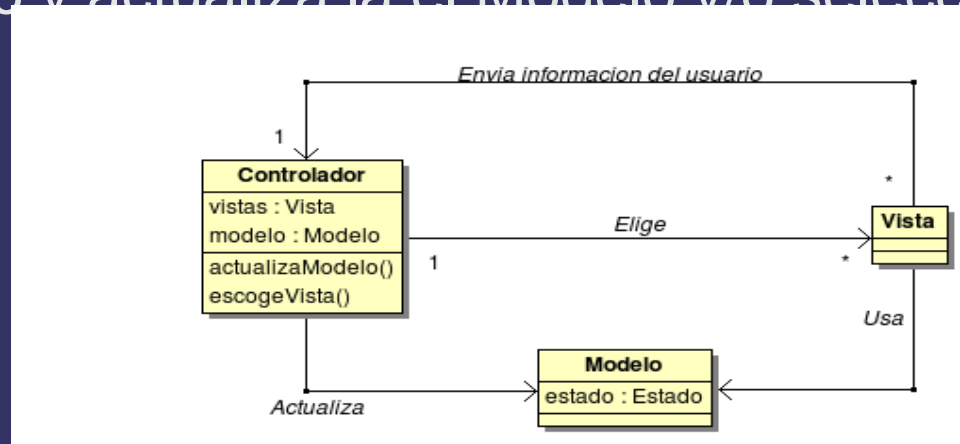 Envia informacion del usuario
1
Controlador
vistas : Vista
modelo : Modelo
actualizaModelo()
escogeVista()
*
Elige
Vista
1
*
Usa
Modelo
estado : Estado
Actualiza